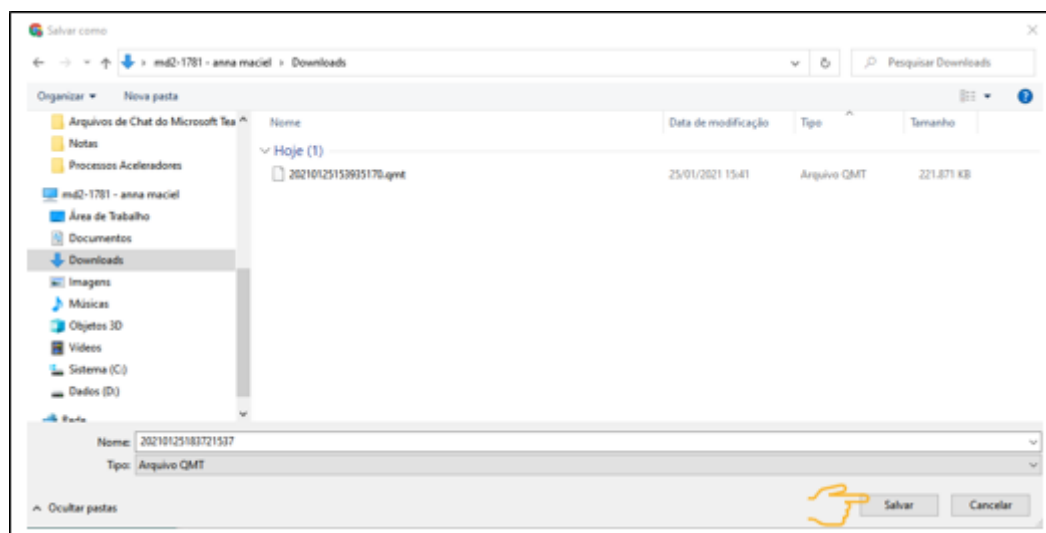 Salvar como
md2-1781 - anna maciel › Downloads
Pesquisar Downloads
Organizar
Nova pasta
Arquivos de Chat do Microsoft Tea
Notas
Processos Aceleradores
md2-1781 - anna maciel
Área de Trabalho
Documentos
Downloads
Imagens
Músicas
Objetos 3D
Vídeos
Sistema (C:)
Dados (D:)
Rede
Nome Data de modificação Tipo Tamanho
Hoje (1)
20210125153935170.qmt 25/01/2021 15:41 Arquivo QMT 221.871 KB
Nome: 20210125183721537
Tipo: Arquivo QMT
Ocultar pastas
Salvar
Cancelar